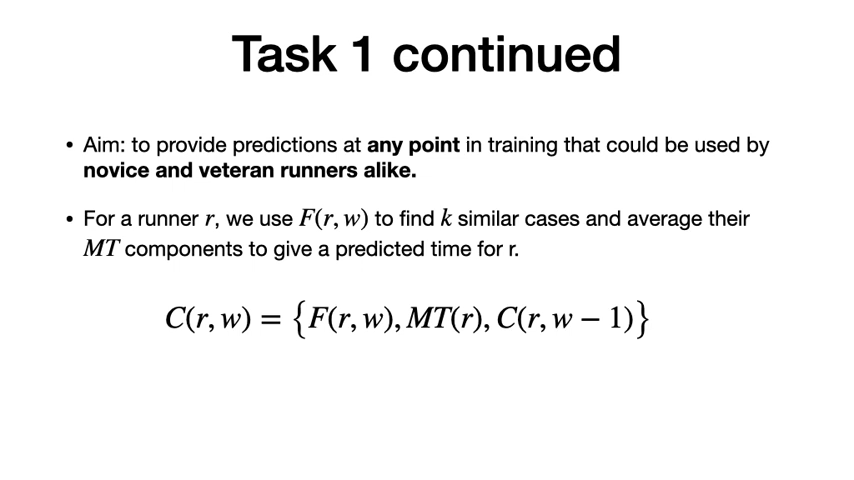 Task 1 continued
• Aim: to provide predictions at any point in training that could be used by
novice and veteran runners alike.
• For a runner r, we use F(r, w) to find k similar cases and average their
MT components to give a predicted time for r.
C(r, w) = {F(r, w), MT(r), C(r, w − 1)}